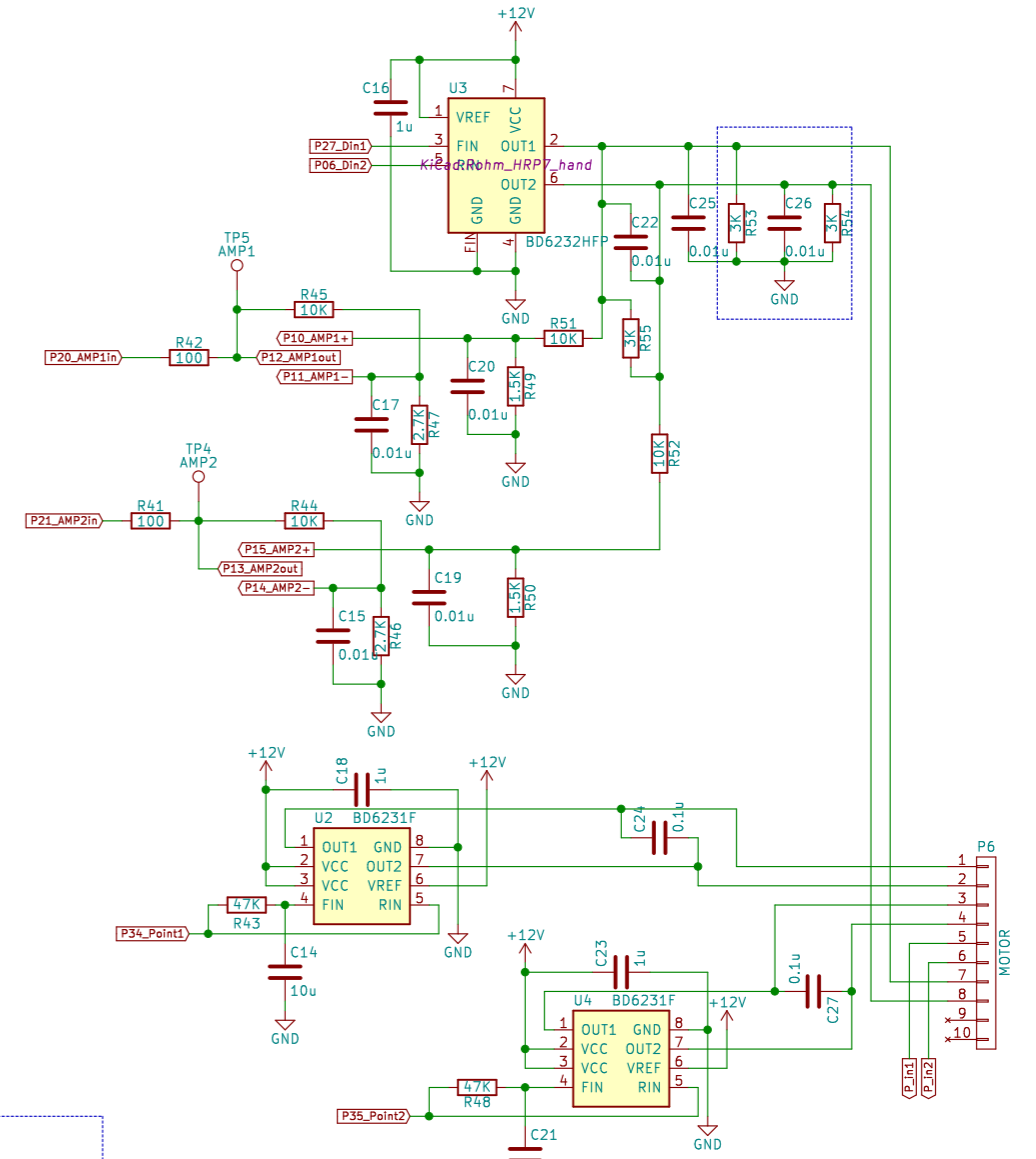 +12V
C16
1u
U3
7
VCC
1
VREF
P27_Din1
3
FIN
OUT1
2
P06_Din2
5
RIN
KiCad:Rohm_HRP7_hand
OUT2
6
GND
GND
FIN
4
BD6232HFP
GND
C22
0.01u
C25
0.01u
3K
R53
C26
0.01u
3K
R54
GND
TP5
AMP1
R45
10K
P10_AMP1+
R51
10K
3K
R55
P20_AMP1in
R42
100
P12_AMP1out
P11_AMP1-
C17
0.01u
2.7K
R47
GND
C20
0.01u
1.5K
R49
GND
10K
R52
TP4
AMP2
P21_AMP2in
R41
100
R44
10K
P15_AMP2+
P13_AMP2out
P14_AMP2-
C15
0.01u
2.7K
R46
GND
C19
0.01u
1.5K
R50
GND
+12V
C18
1u
+12V
U2
BD6231F
1
OUT1
GND
8
2
VCC
OUT2
7
3
VCC
VREF
6
4
FIN
RIN
5
47K
R43
P34_Point1
C14
10u
GND
GND
C24
0.1u
P6
1
2
3
4
5
6
7
8
9
10
MOTOR
P_in1
P_in2
+12V
C23
1u
0.1u
C27
U4
BD6231F
+12V
1
OUT1
GND
8
2
VCC
OUT2
7
3
VCC
VREF
6
4
FIN
RIN
5
47K
R48
P35_Point2
C21
GND